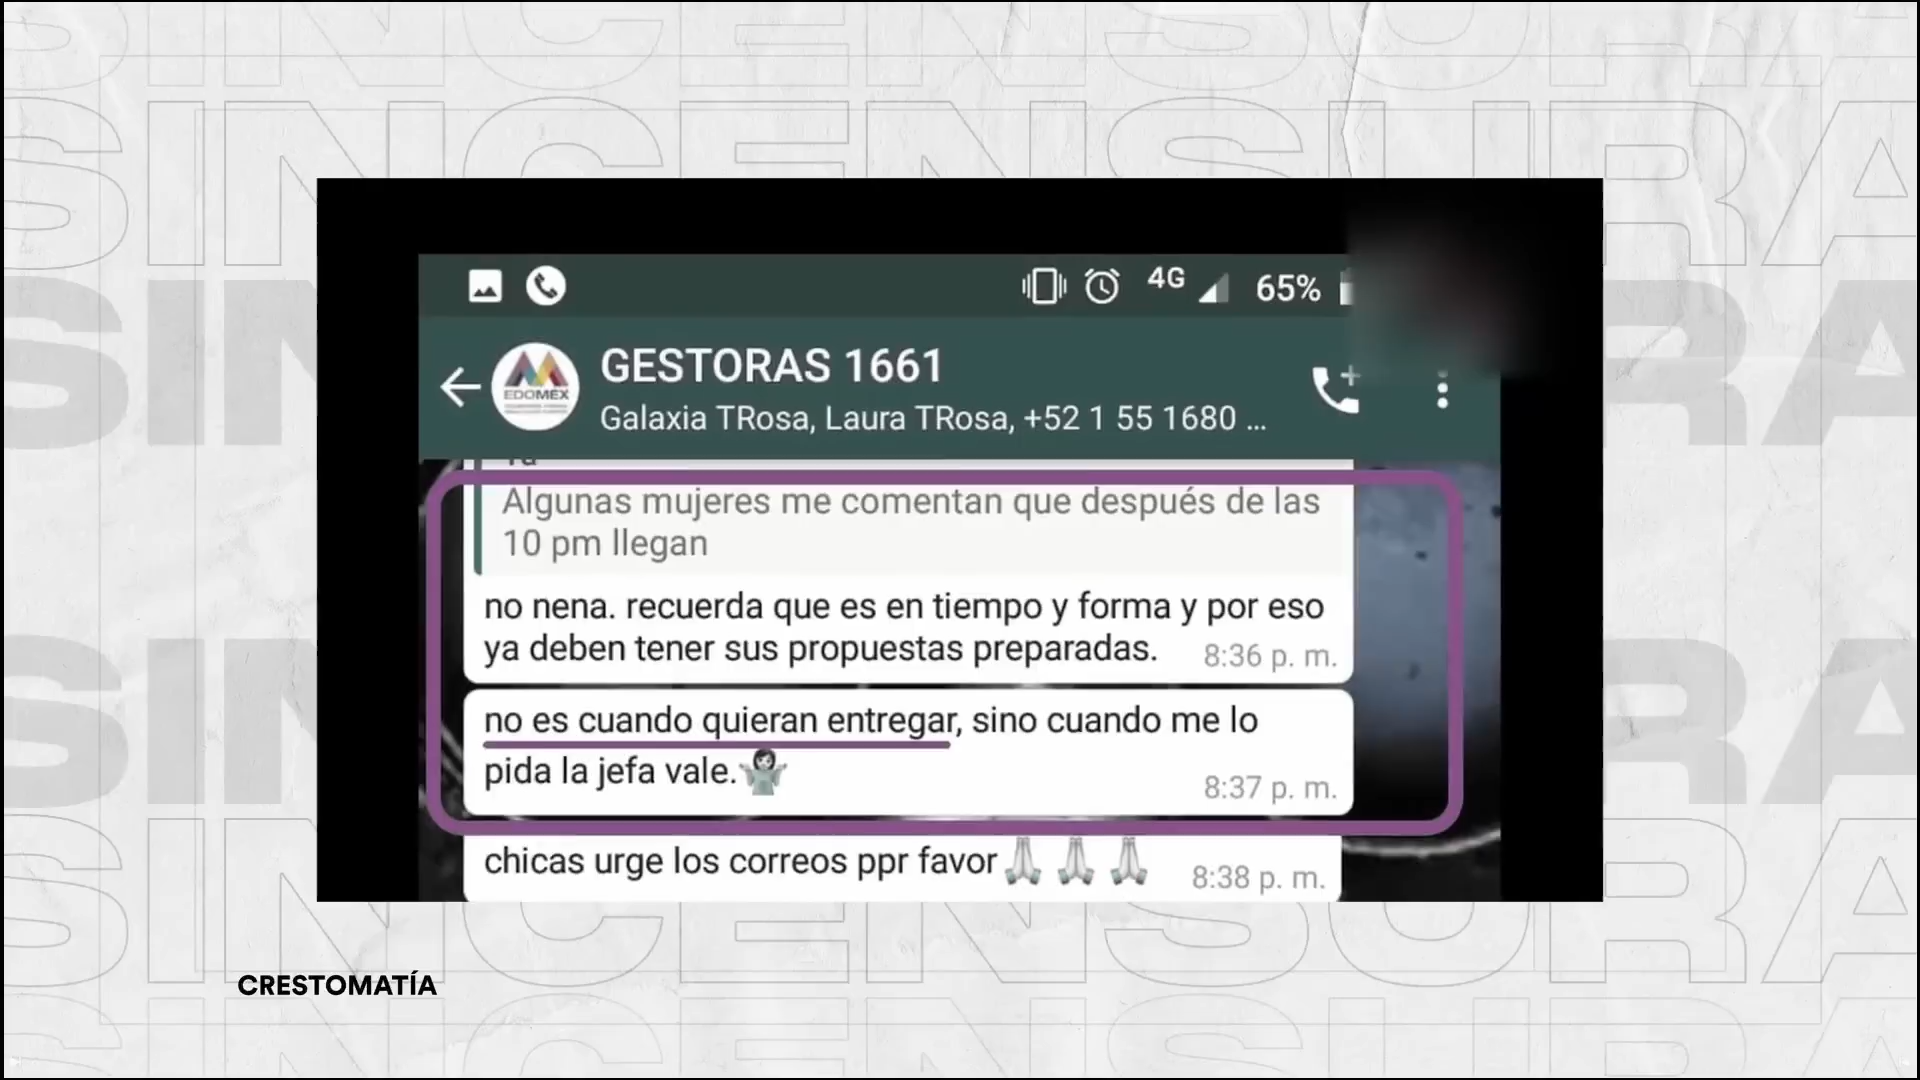 SINCENSURA
4G
65%
GESTORAS 1661
EDOMEX
Galaxia TRosa, Laura TRosa, +52 1 55 1680 ...
Algunas mujeres me comentan que después de las
10 pm llegan
no nena. recuerda que es en tiempo y forma y por eso
ya deben tener sus propuestas preparadas. 8:36 p. m.
no es cuando quieran entregar, sino cuando me lo
pida la jefa vale.
8:37 p. m.
chicas urge los correos ppr favor 8:38 p. m.
CRESTOMATÍA